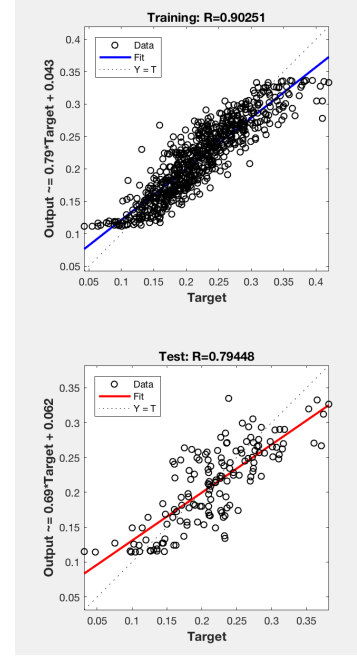 Training: R=0.90251
Output ~= 0.79*Target + 0.043
0.4
0.35
0.3
0.25
0.2
0.15
0.1
0.05
Data
Fit
Y = T
0.05 0.1 0.15 0.2 0.25 0.3 0.35 0.4
Target
Test: R=0.79448
Output ~= 0.69*Target + 0.062
0.35
0.3
0.25
0.2
0.15
0.1
0.05
Data
Fit
Y = T
0.05 0.1 0.15 0.2 0.25 0.3 0.35
Target